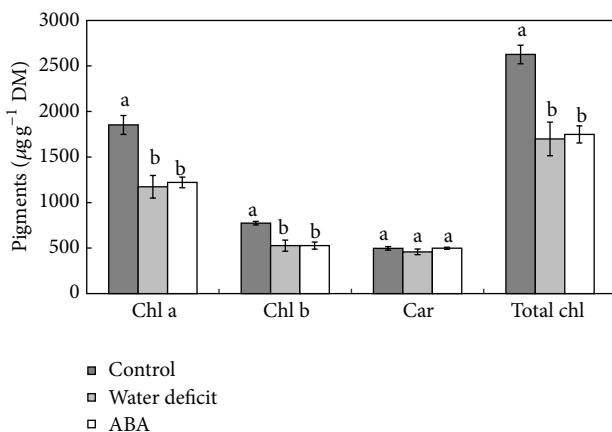 Pigments (µgg⁻¹ DM)
3000
2500
2000
1500
1000
500
0
a
b
b
a
b
b
a
a
a
a
b
b
Chl a
Chl b
Car
Total chl
Control
Water deficit
ABA